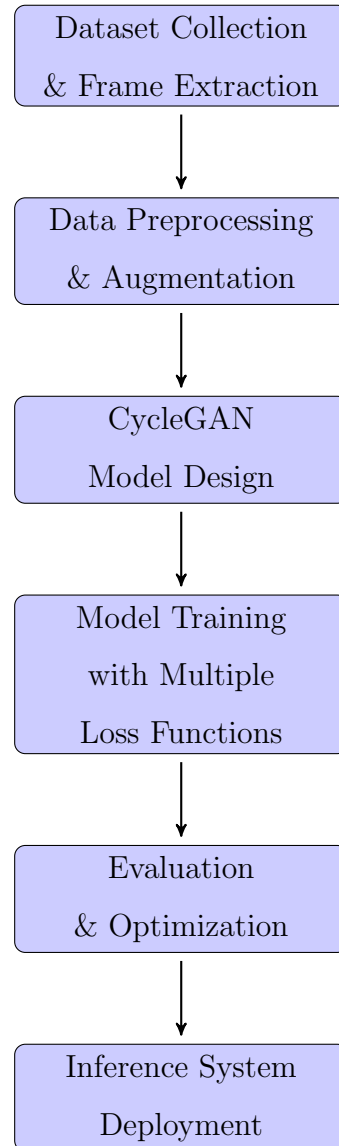 Dataset Collection
& Frame Extraction
Data Preprocessing
& Augmentation
CycleGAN
Model Design
Model Training
with Multiple
Loss Functions
Evaluation
& Optimization
Inference System
Deployment